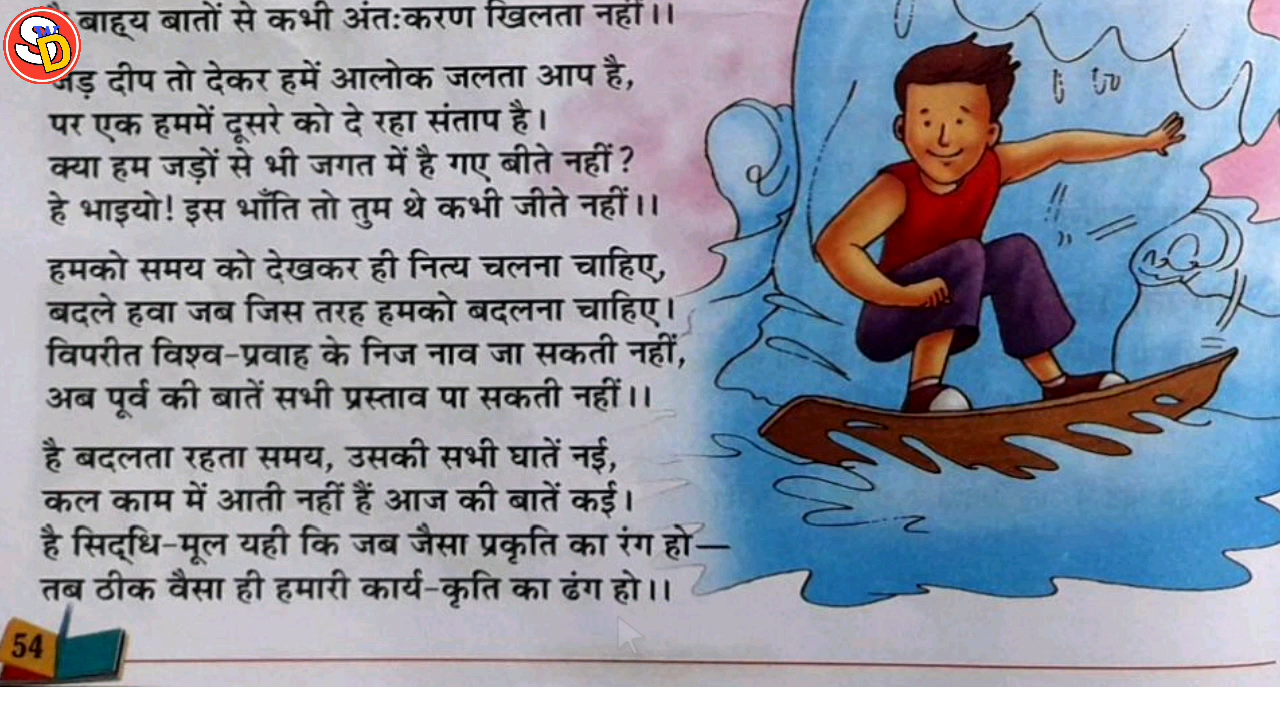 है बाह्य बातों से कभी अंतःकरण खिलता नहीं।।
जड़ दीप तो देकर हमें आलोक जलता आप है,
पर एक हममें दूसरे को दे रहा संताप है।
क्या हम जड़ों से भी जगत में है गए बीते नहीं?
हे भाइयो! इस भाँति तो तुम थे कभी जीते नहीं।।
हमको समय को देखकर ही नित्य चलना चाहिए,
बदले हवा जब जिस तरह हमको बदलना चाहिए।
विपरीत विश्व-प्रवाह के निज नाव जा सकती नहीं,
अब पूर्व की बातें सभी प्रस्ताव पा सकती नहीं।।
है बदलता रहता समय, उसकी सभी घातें नई,
कल काम में आती नहीं हैं आज की बातें कई।
है सिद्धि-मूल यही कि जब जैसा प्रकृति का रंग हो—
तब ठीक वैसा ही हमारी कार्य-कृति का ढंग हो।।
54
SD